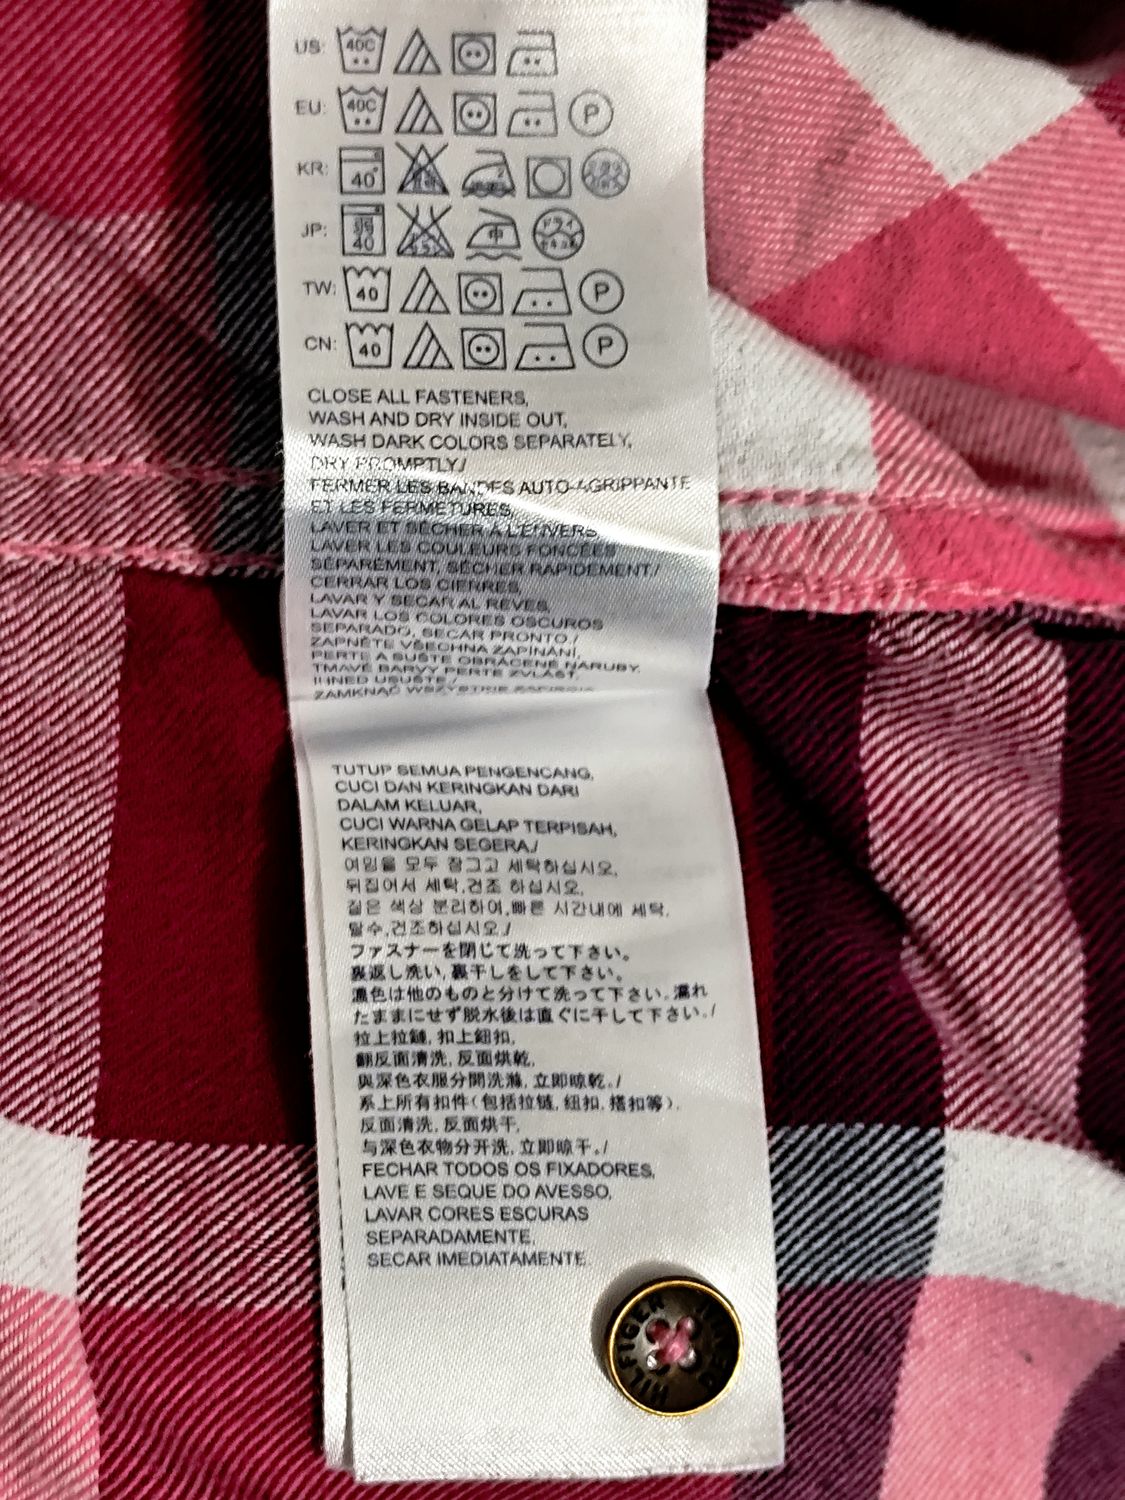 US: 40C
EU: 40C P
KR: 40°
JP: 弱 40 中 ドライ
TW: 40 P
CN: 40 P
CLOSE ALL FASTENERS,
WASH AND DRY INSIDE OUT,
WASH DARK COLORS SEPARATELY,
DRY PROMPTLY./
FERMER LES BANDES AUTO-AGRIPPANTE
ET LES FERMETURES,
LAVER ET SÉCHER À L'ENVERS
LAVER LES COULEURS FONCÉES
SÉPARÉMENT, SÉCHER RAPIDEMENT./
CERRAR LOS CIERRES,
LAVAR Y SECAR AL REVÉS,
LAVAR LOS COLORES OSCUROS
SEPARADO, SECAR PRONTO./
ZAPNĚTE VŠECHNA ZAPÍNÁNÍ,
PERTE A SUŠTE OBRÁCENÉ NARUBY.
TMAVÉ BARVY PERTE ZVLÁŠT,
IHNED USUŠTE./
ZAMKNĄĆ WSZYSTKIE ZAPIĘCIA
TUTUP SEMUA PENGENCANG,
CUCI DAN KERINGKAN DARI
DALAM KELUAR,
CUCI WARNA GELAP TERPISAH,
KERINGKAN SEGERA./
여밈을 모두 잠그고 세탁하십시오,
뒤집어서 세탁,건조 하십시오,
짙은 색상 분리하여,빠른 시간내에 세탁,
탈수,건조하십시오./
ファスナーを閉じて洗って下さい。
裏返し洗い,裏干しをして下さい。
濃色は他のものと分けて洗って下さい.濡れ
たままにせず脱水後は直ぐに干して下さい./
拉上拉鏈, 扣上鈕扣,
翻反面清洗, 反面烘乾,
與深色衣服分開洗滌, 立即晾乾。/
系上所有扣件(包括拉链, 纽扣, 搭扣等),
反面清洗, 反面烘干,
与深色衣物分开洗, 立即晾干。/
FECHAR TODOS OS FIXADORES,
LAVE E SEQUE DO AVESSO,
LAVAR CORES ESCURAS
SEPARADAMENTE,
SECAR IMEDIATAMENTE.
HILFIGER